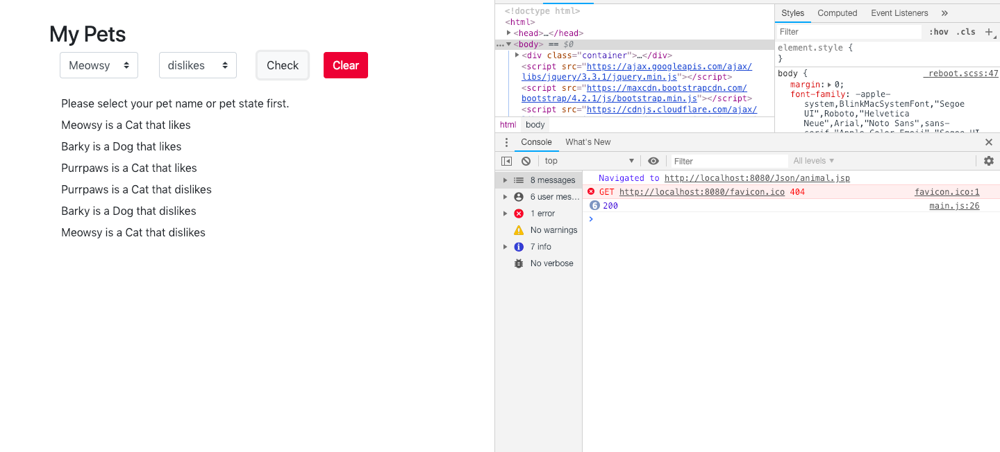 My Pets
Meowsy
dislikes
Check
Clear
Please select your pet name or pet state first.
Meowsy is a Cat that likes
Barky is a Dog that likes
Purrpaws is a Cat that likes
Purrpaws is a Cat that dislikes
Barky is a Dog that dislikes
Meowsy is a Cat that dislikes
<!doctype html>
<html>
<head>…</head>
…<body> == $0
<div class="container">…</div>
<script src="https://ajax.googleapis.com/ajax/
libs/jquery/3.3.1/jquery.min.js"></script>
<script src="https://maxcdn.bootstrapcdn.com/
bootstrap/4.2.1/js/bootstrap.min.js"></script>
<script src="https://cdnjs.cloudflare.com/ajax/
html body
Styles Computed Event Listeners »
Filter :hov .cls +
element.style {
}
body { _reboot.scss:47
margin: 0;
font-family: -apple-
system,BlinkMacSystemFont,"Segoe
UI",Roboto,"Helvetica
Neue",Arial,"Noto Sans",sans-
serif,"Apple Color Emoji","Segoe UI
Console What's New
top Filter All levels
8 messages
6 user mes…
1 error
No warnings
7 info
No verbose
Navigated to http://localhost:8080/Json/animal.jsp
GET http://localhost:8080/favicon.ico 404 favicon.ico:1
6 200 main.js:26
>